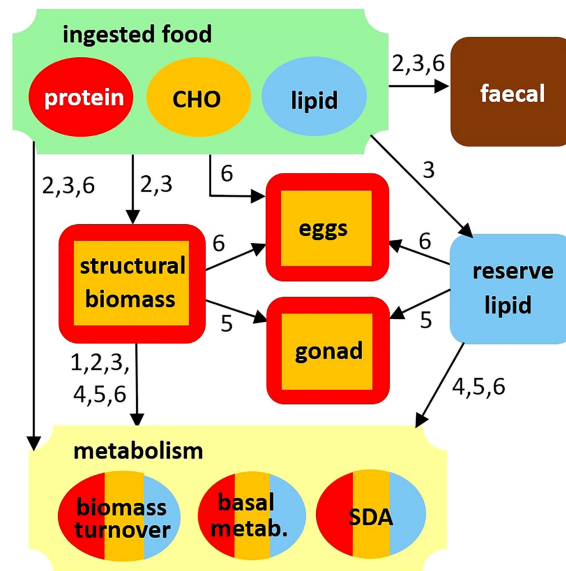 ingested food
protein
CHO
lipid
2,3,6
faecal
2,3,6
2,3
6
3
eggs
structural
biomass
6
6
reserve
lipid
5
5
gonad
1,2,3,
4,5,6
4,5,6
metabolism
biomass
turnover
basal
metab.
SDA